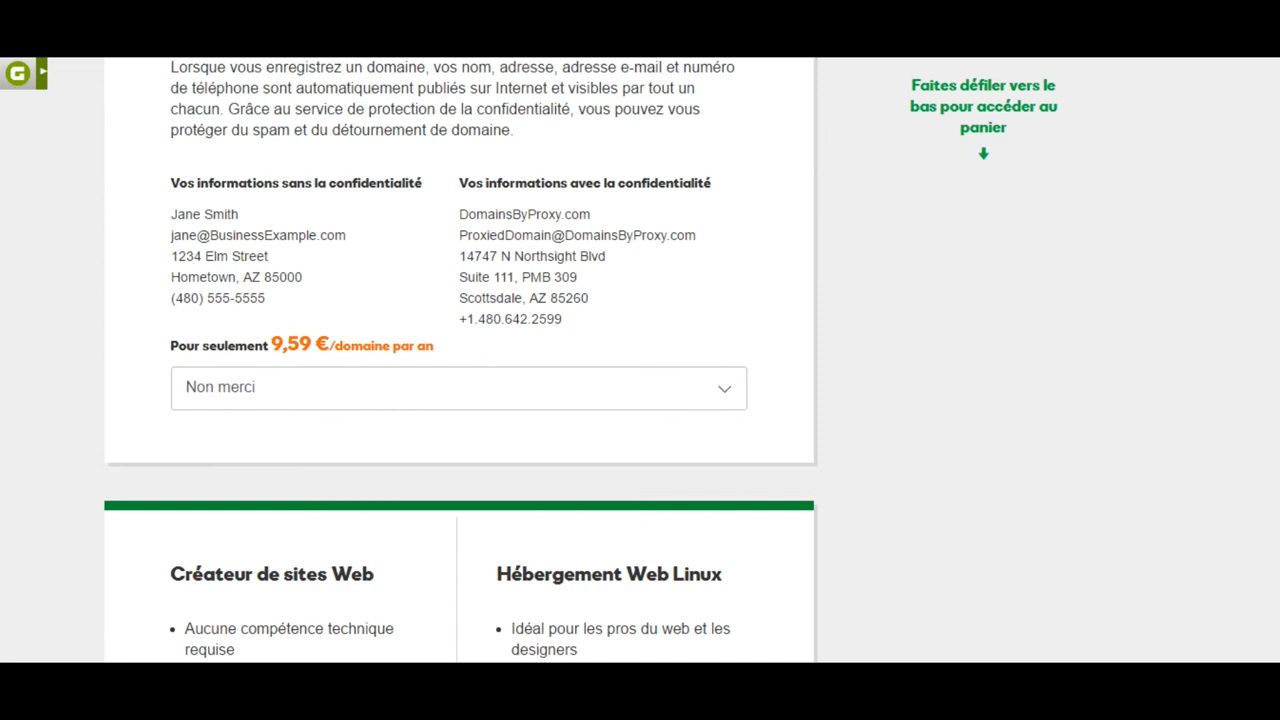 G
Lorsque vous enregistrez un domaine, vos nom, adresse, adresse e-mail et numéro
de téléphone sont automatiquement publiés sur Internet et visibles par tout un
chacun. Grâce au service de protection de la confidentialité, vous pouvez vous
protéger du spam et du détournement de domaine.
Faites défiler vers le
bas pour accéder au
panier
Vos informations sans la confidentialité
Jane Smith
jane@BusinessExample.com
1234 Elm Street
Hometown, AZ 85000
(480) 555-5555
Vos informations avec la confidentialité
DomainsByProxy.com
ProxiedDomain@DomainsByProxy.com
14747 N Northsight Blvd
Suite 111, PMB 309
Scottsdale, AZ 85260
+1.480.642.2599
Pour seulement 9,59 €/domaine par an
Non merci
Créateur de sites Web
• Aucune compétence technique
requise
Hébergement Web Linux
• Idéal pour les pros du web et les
designers